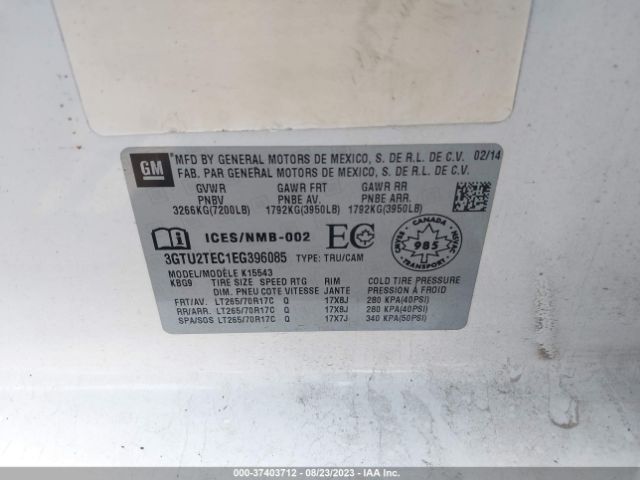 GM
MFD BY GENERAL MOTORS DE MEXICO, S. DE R.L. DE C.V. 02/14
FAB. PAR GENERAL MOTORS DE MEXICO, S. DE R.L. DE C.V.
GVWR GAWR FRT GAWR RR
PNBV PNBE AV. PNBE ARR.
3266KG(7200LB) 1792KG(3950LB) 1792KG(3950LB)
ICES/NMB-002 EC CANADA 985 TRANSPORT
3GTU2TEC1EG396085 TYPE: TRU/CAM
MODEL/MODÈLE K15543
KBG9 TIRE SIZE SPEED RTG RIM COLD TIRE PRESSURE
DIM. PNEU COTE VITESSE JANTE PRESSION À FROID
FRT/AV. LT265/70R17C Q 17X8J 280 KPA(40PSI)
RR/ARR. LT265/70R17C Q 17X8J 280 KPA(40PSI)
SPA/SOS LT265/70R17C Q 17X7J 340 KPA(50PSI)
000-37403712 - 08/23/2023 - IAA Inc.